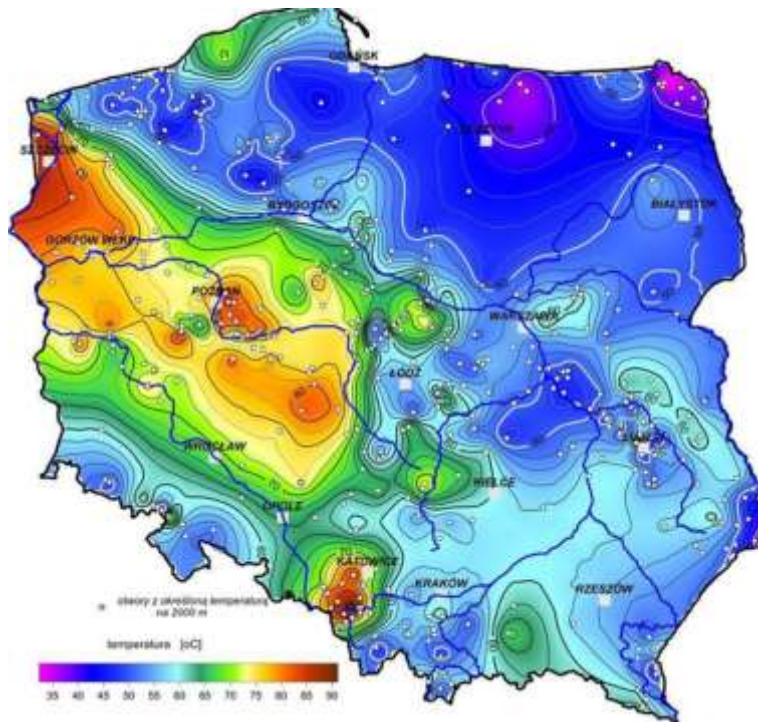 GDAŃSK
OLSZTYN
SZCZECIN
BIAŁYSTOK
BYDGOSZCZ
GORZÓW WLKP.
POZNAŃ
WARSZAWA
ŁÓDŹ
LUBLIN
WROCŁAW
KIELCE
OPOLE
KATOWICE
KRAKÓW
RZESZÓW
otwory z określoną temperaturą
na 2000 m
temperatura [oC]
35 40 45 50 55 60 65 70 75 80 85 90